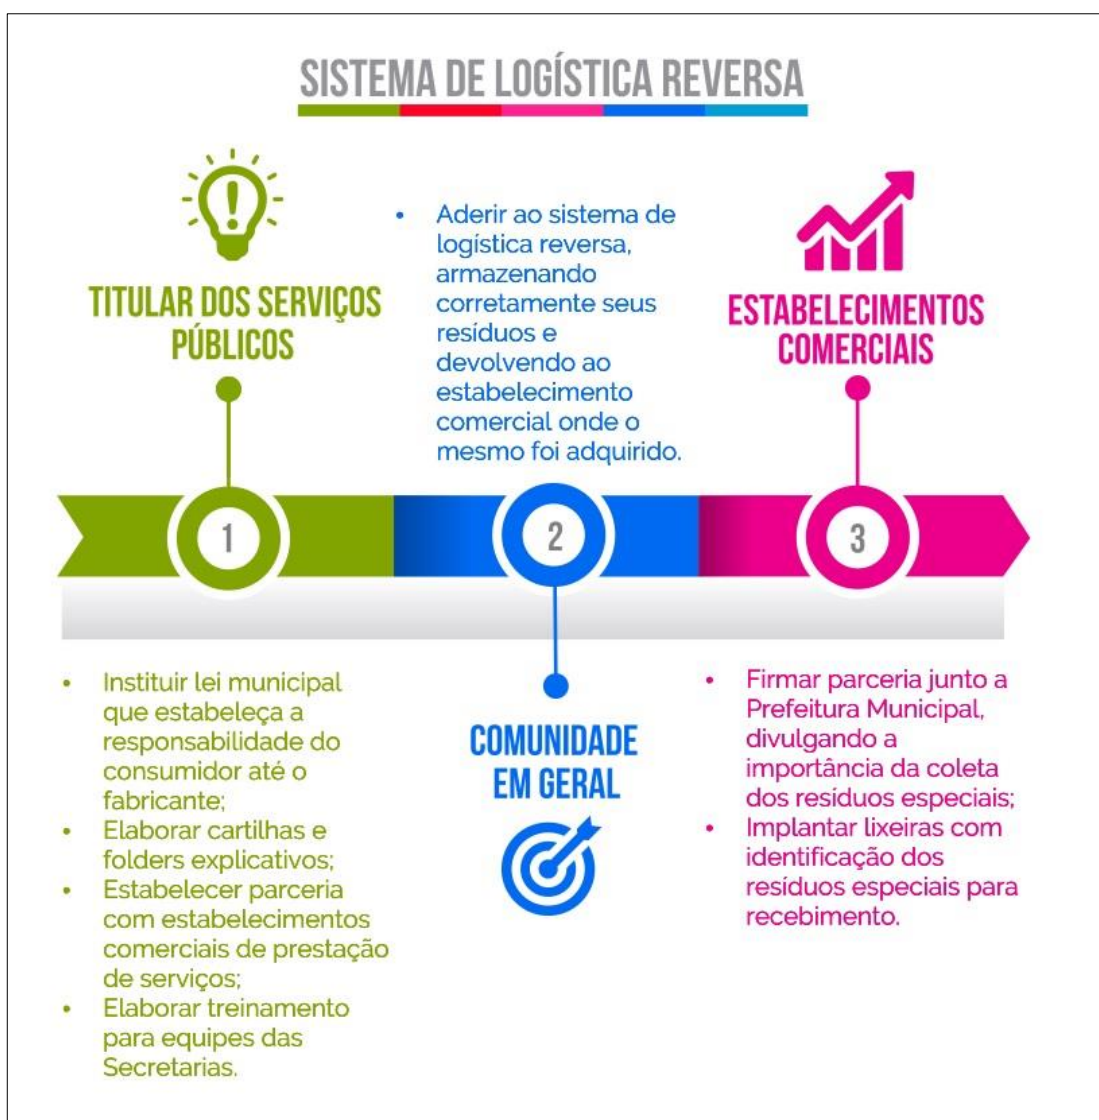 SISTEMA DE LOGÍSTICA REVERSA
TITULAR DOS SERVIÇOS
PÚBLICOS
1
• Instituir lei municipal
que estabeleça a
responsabilidade do
consumidor até o
fabricante;
• Elaborar cartilhas e
folders explicativos;
• Estabelecer parceria
com estabelecimentos
comerciais de prestação
de serviços;
• Elaborar treinamento
para equipes das
Secretarias.
• Aderir ao sistema de
logística reversa,
armazenando
corretamente seus
resíduos e
devolvendo ao
estabelecimento
comercial onde o
mesmo foi adquirido.
2
COMUNIDADE
EM GERAL
ESTABELECIMENTOS
COMERCIAIS
3
• Firmar parceria junto a
Prefeitura Municipal,
divulgando a
importância da coleta
dos resíduos especiais;
• Implantar lixeiras com
identificação dos
resíduos especiais para
recebimento.